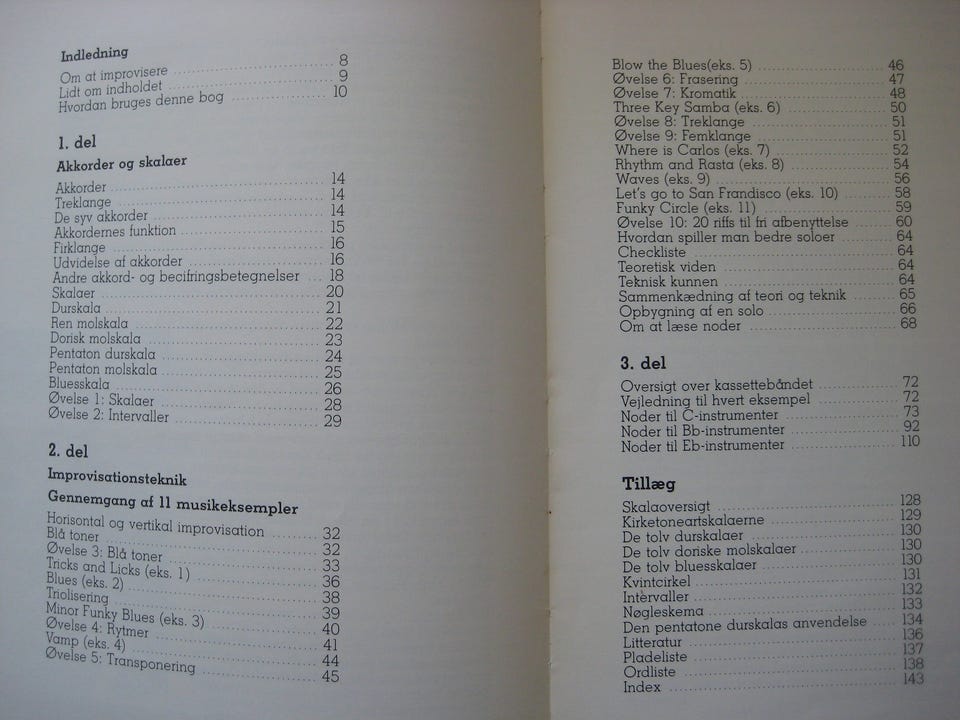 Indledning
Om at improvisere 8
Lidt om indholdet 9
Hvordan bruges denne bog 10
1. del
Akkorder og skalaer
Akkorder 14
Treklange 14
De syv akkorder 14
Akkordernes funktion 15
Firklange 16
Udvidelse af akkorder 16
Andre akkord- og becifringsbetegnelser 18
Skalaer 20
Durskala 21
Ren molskala 22
Dorisk molskala 23
Pentaton durskala 24
Pentaton molskala 25
Bluesskala 26
Øvelse 1: Skalaer 28
Øvelse 2: Intervaller 29
2. del
Improvisationsteknik
Gennemgang af 11 musikeksempler
Horisontal og vertikal improvisation 32
Blå toner 32
Øvelse 3: Blå toner 33
Tricks and Licks (eks. 1) 36
Blues (eks. 2) 38
Triolisering 39
Minor Funky Blues (eks. 3) 40
Øvelse 4: Rytmer 41
Vamp (eks. 4) 44
Øvelse 5: Transponering 45
Blow the Blues(eks. 5) 46
Øvelse 6: Frasering 47
Øvelse 7: Kromatik 48
Three Key Samba (eks. 6) 50
Øvelse 8: Treklange 51
Øvelse 9: Femklange 51
Where is Carlos (eks. 7) 52
Rhythm and Rasta (eks. 8) 54
Waves (eks. 9) 56
Let's go to San Frandisco (eks. 10) 58
Funky Circle (eks. 11) 59
Øvelse 10: 20 riffs til fri afbenyttelse 60
Hvordan spiller man bedre soloer 64
Checkliste 64
Teoretisk viden 64
Teknisk kunnen 64
Sammenkædning af teori og teknik 65
Opbygning af en solo 66
Om at læse noder 68
3. del
Oversigt over kassettebåndet 72
Vejledning til hvert eksempel 72
Noder til C-instrumenter 73
Noder til Bb-instrumenter 92
Noder til Eb-instrumenter 110
Tillæg
Skalaoversigt 128
Kirketoneartskalaerne 129
De tolv durskalaer 130
De tolv doriske molskalaer 130
De tolv bluesskalaer 130
Kvintcirkel 131
Intervaller 132
Nøgleskema 133
Den pentatone durskalas anvendelse 134
Litteratur 136
Pladeliste 137
Ordliste 138
Index 143